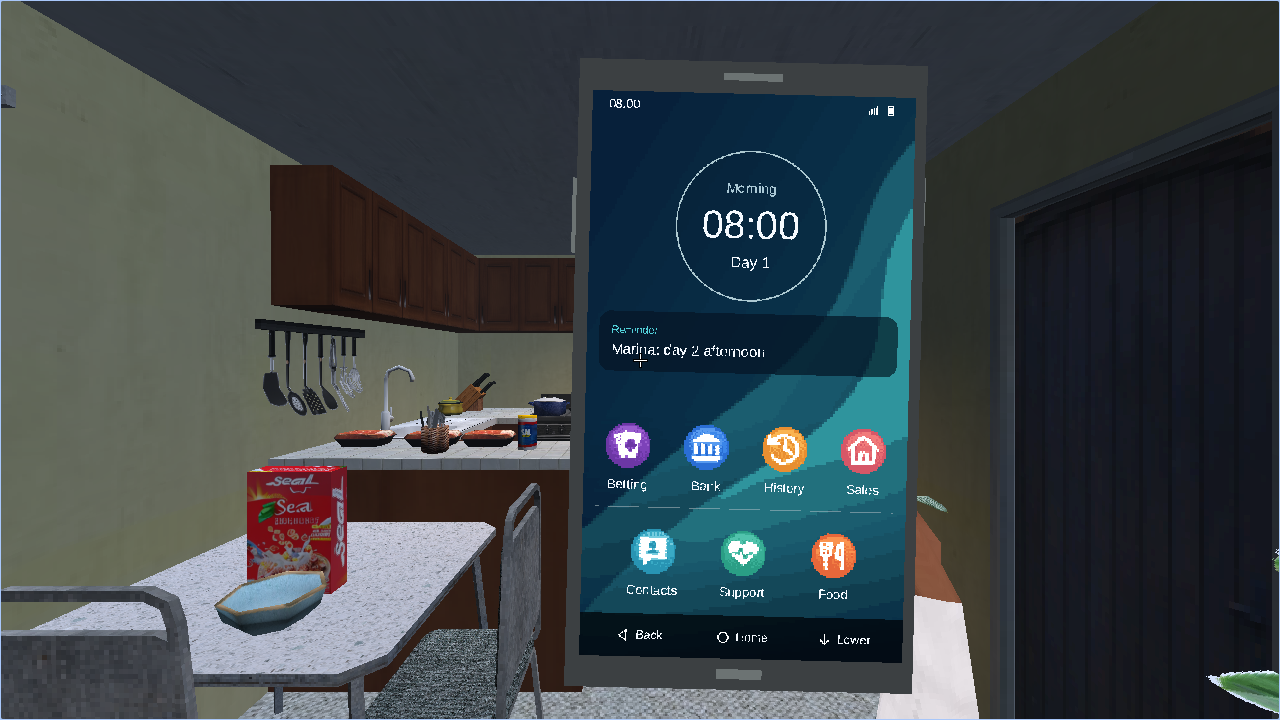 08:00
Morning
08:00
Day 1
Reminder
Marina: day 2 afternoon
Betting
Bank
History
Sales
Contacts
Support
Food
Back
Home
Lower
seal
Sera
seal